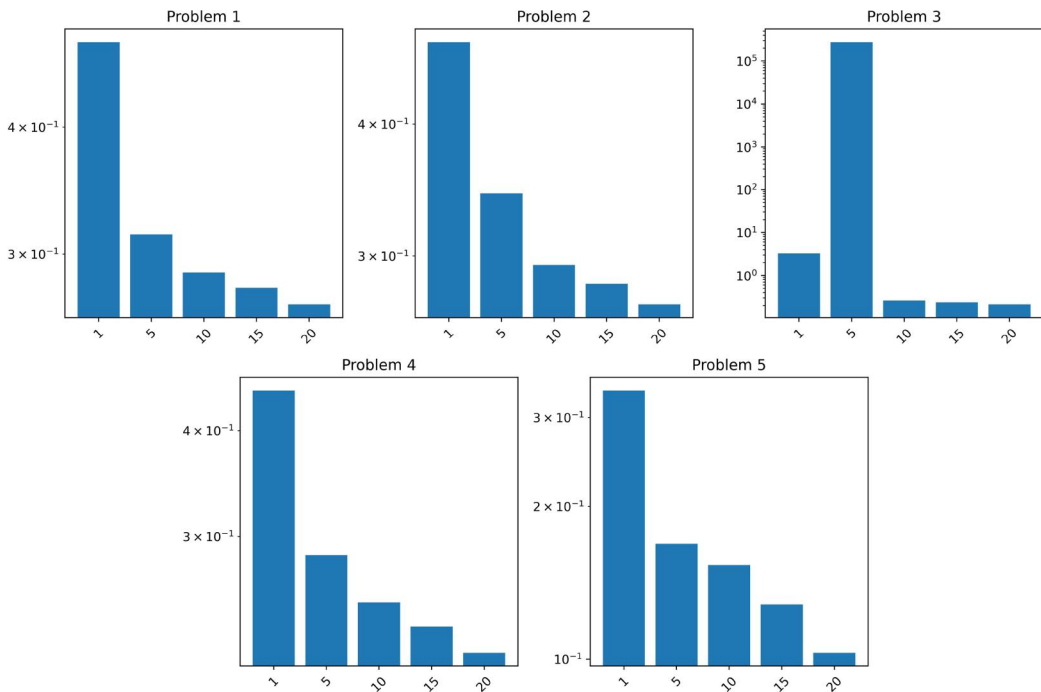 Problem 1
4 × 10⁻¹
3 × 10⁻¹
1 5 10 15 20
Problem 2
4 × 10⁻¹
3 × 10⁻¹
1 5 10 15 20
Problem 3
10⁵
10⁴
10³
10²
10¹
10⁰
1 5 10 15 20
Problem 4
4 × 10⁻¹
3 × 10⁻¹
1 5 10 15 20
Problem 5
3 × 10⁻¹
2 × 10⁻¹
10⁻¹
1 5 10 15 20